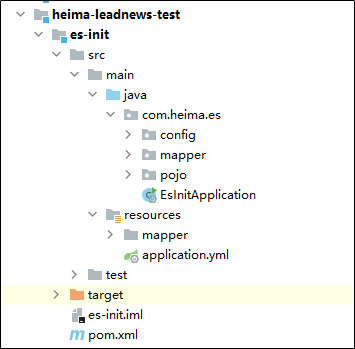 heima-leadnews-test
es-init
src
main
java
com.heima.es
config
mapper
pojo
EsInitApplication
resources
mapper
application.yml
test
target
es-init.iml
pom.xml